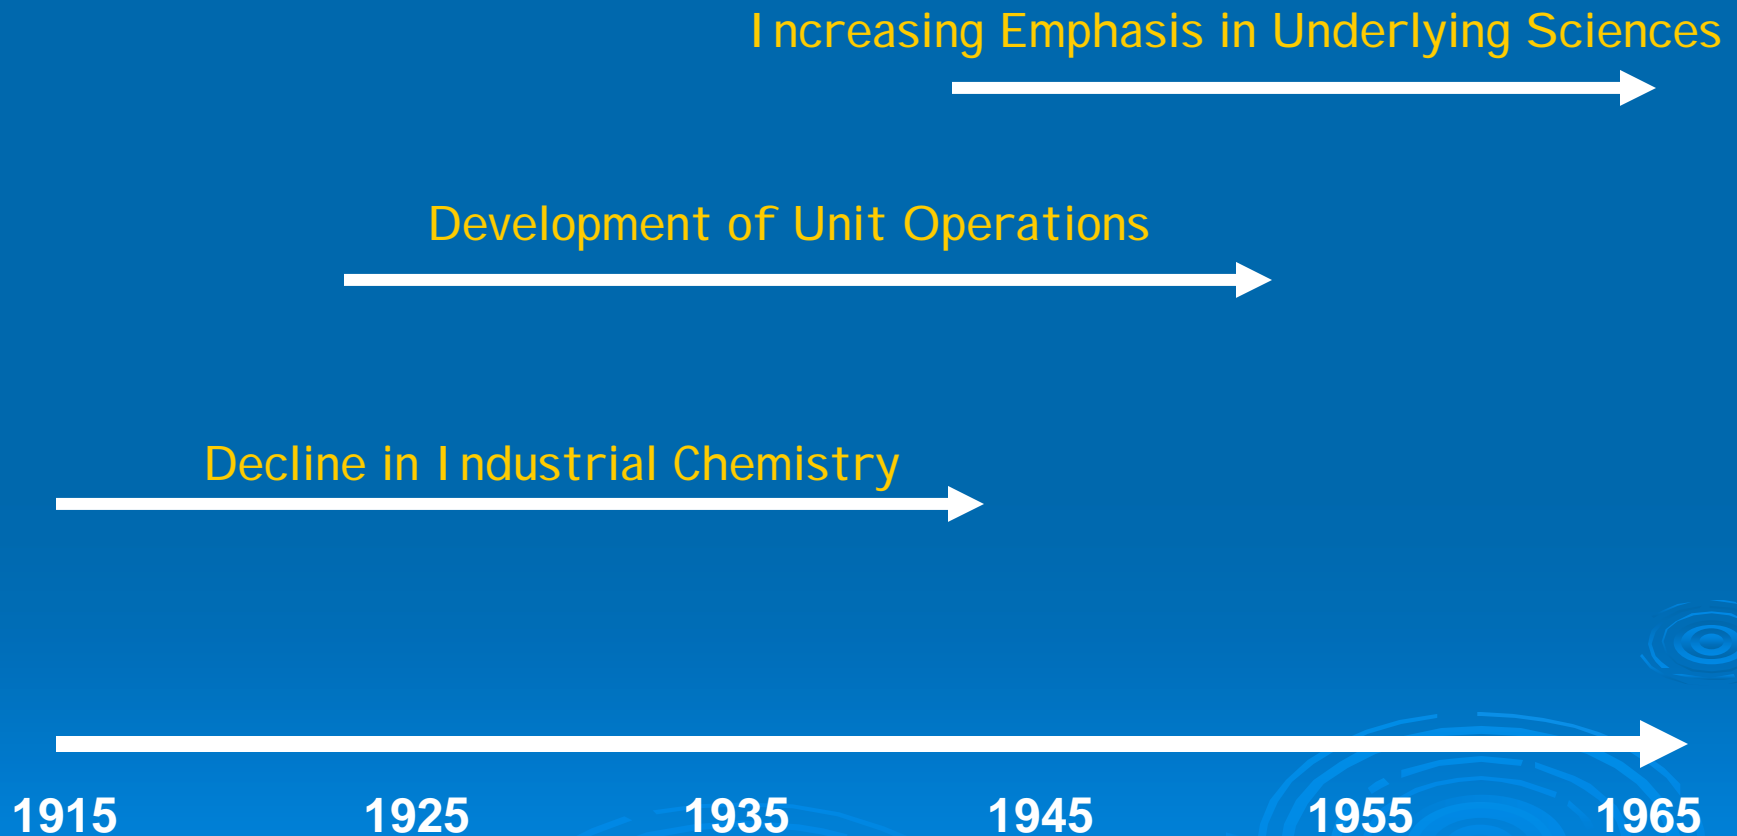 Increasing Emphasis in Underlying Sciences
Development of Unit Operations
Decline in Industrial Chemistry
1915 1925 1935 1945 1955 1965